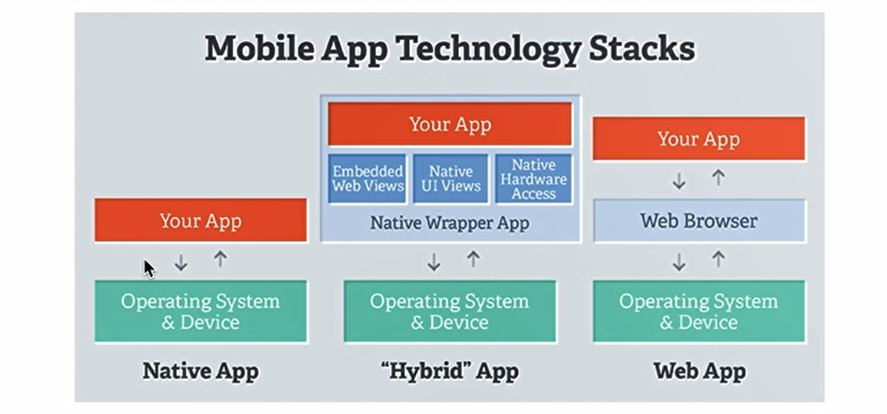 Mobile App Technology Stacks
Your App
Operating System
& Device
Native App
Your App
Embedded
Web Views
Native
UI Views
Native
Hardware
Access
Native Wrapper App
Operating System
& Device
“Hybrid” App
Your App
Web Browser
Operating System
& Device
Web App